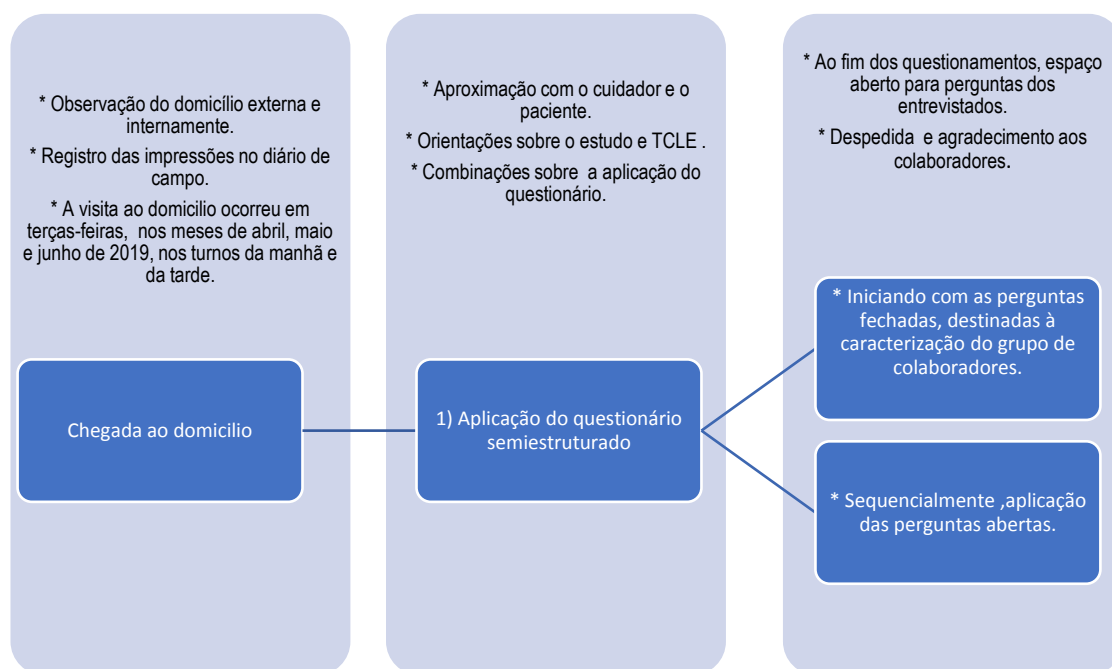 * Observação do domicílio externa e
internamente.
* Registro das impressões no diário de
campo.
* A visita ao domicilio ocorreu em
terças-feiras, nos meses de abril, maio
e junho de 2019, nos turnos da manhã e
da tarde.
Chegada ao domicilio
* Aproximação com o cuidador e o
paciente.
* Orientações sobre o estudo e TCLE .
* Combinações sobre a aplicação do
questionário.
1) Aplicação do questionário
semiestruturado
* Ao fim dos questionamentos, espaço
aberto para perguntas dos
entrevistados.
* Despedida e agradecimento aos
colaboradores.
* Iniciando com as perguntas
fechadas, destinadas à
caracterização do grupo de
colaboradores.
* Sequencialmente ,aplicação
das perguntas abertas.